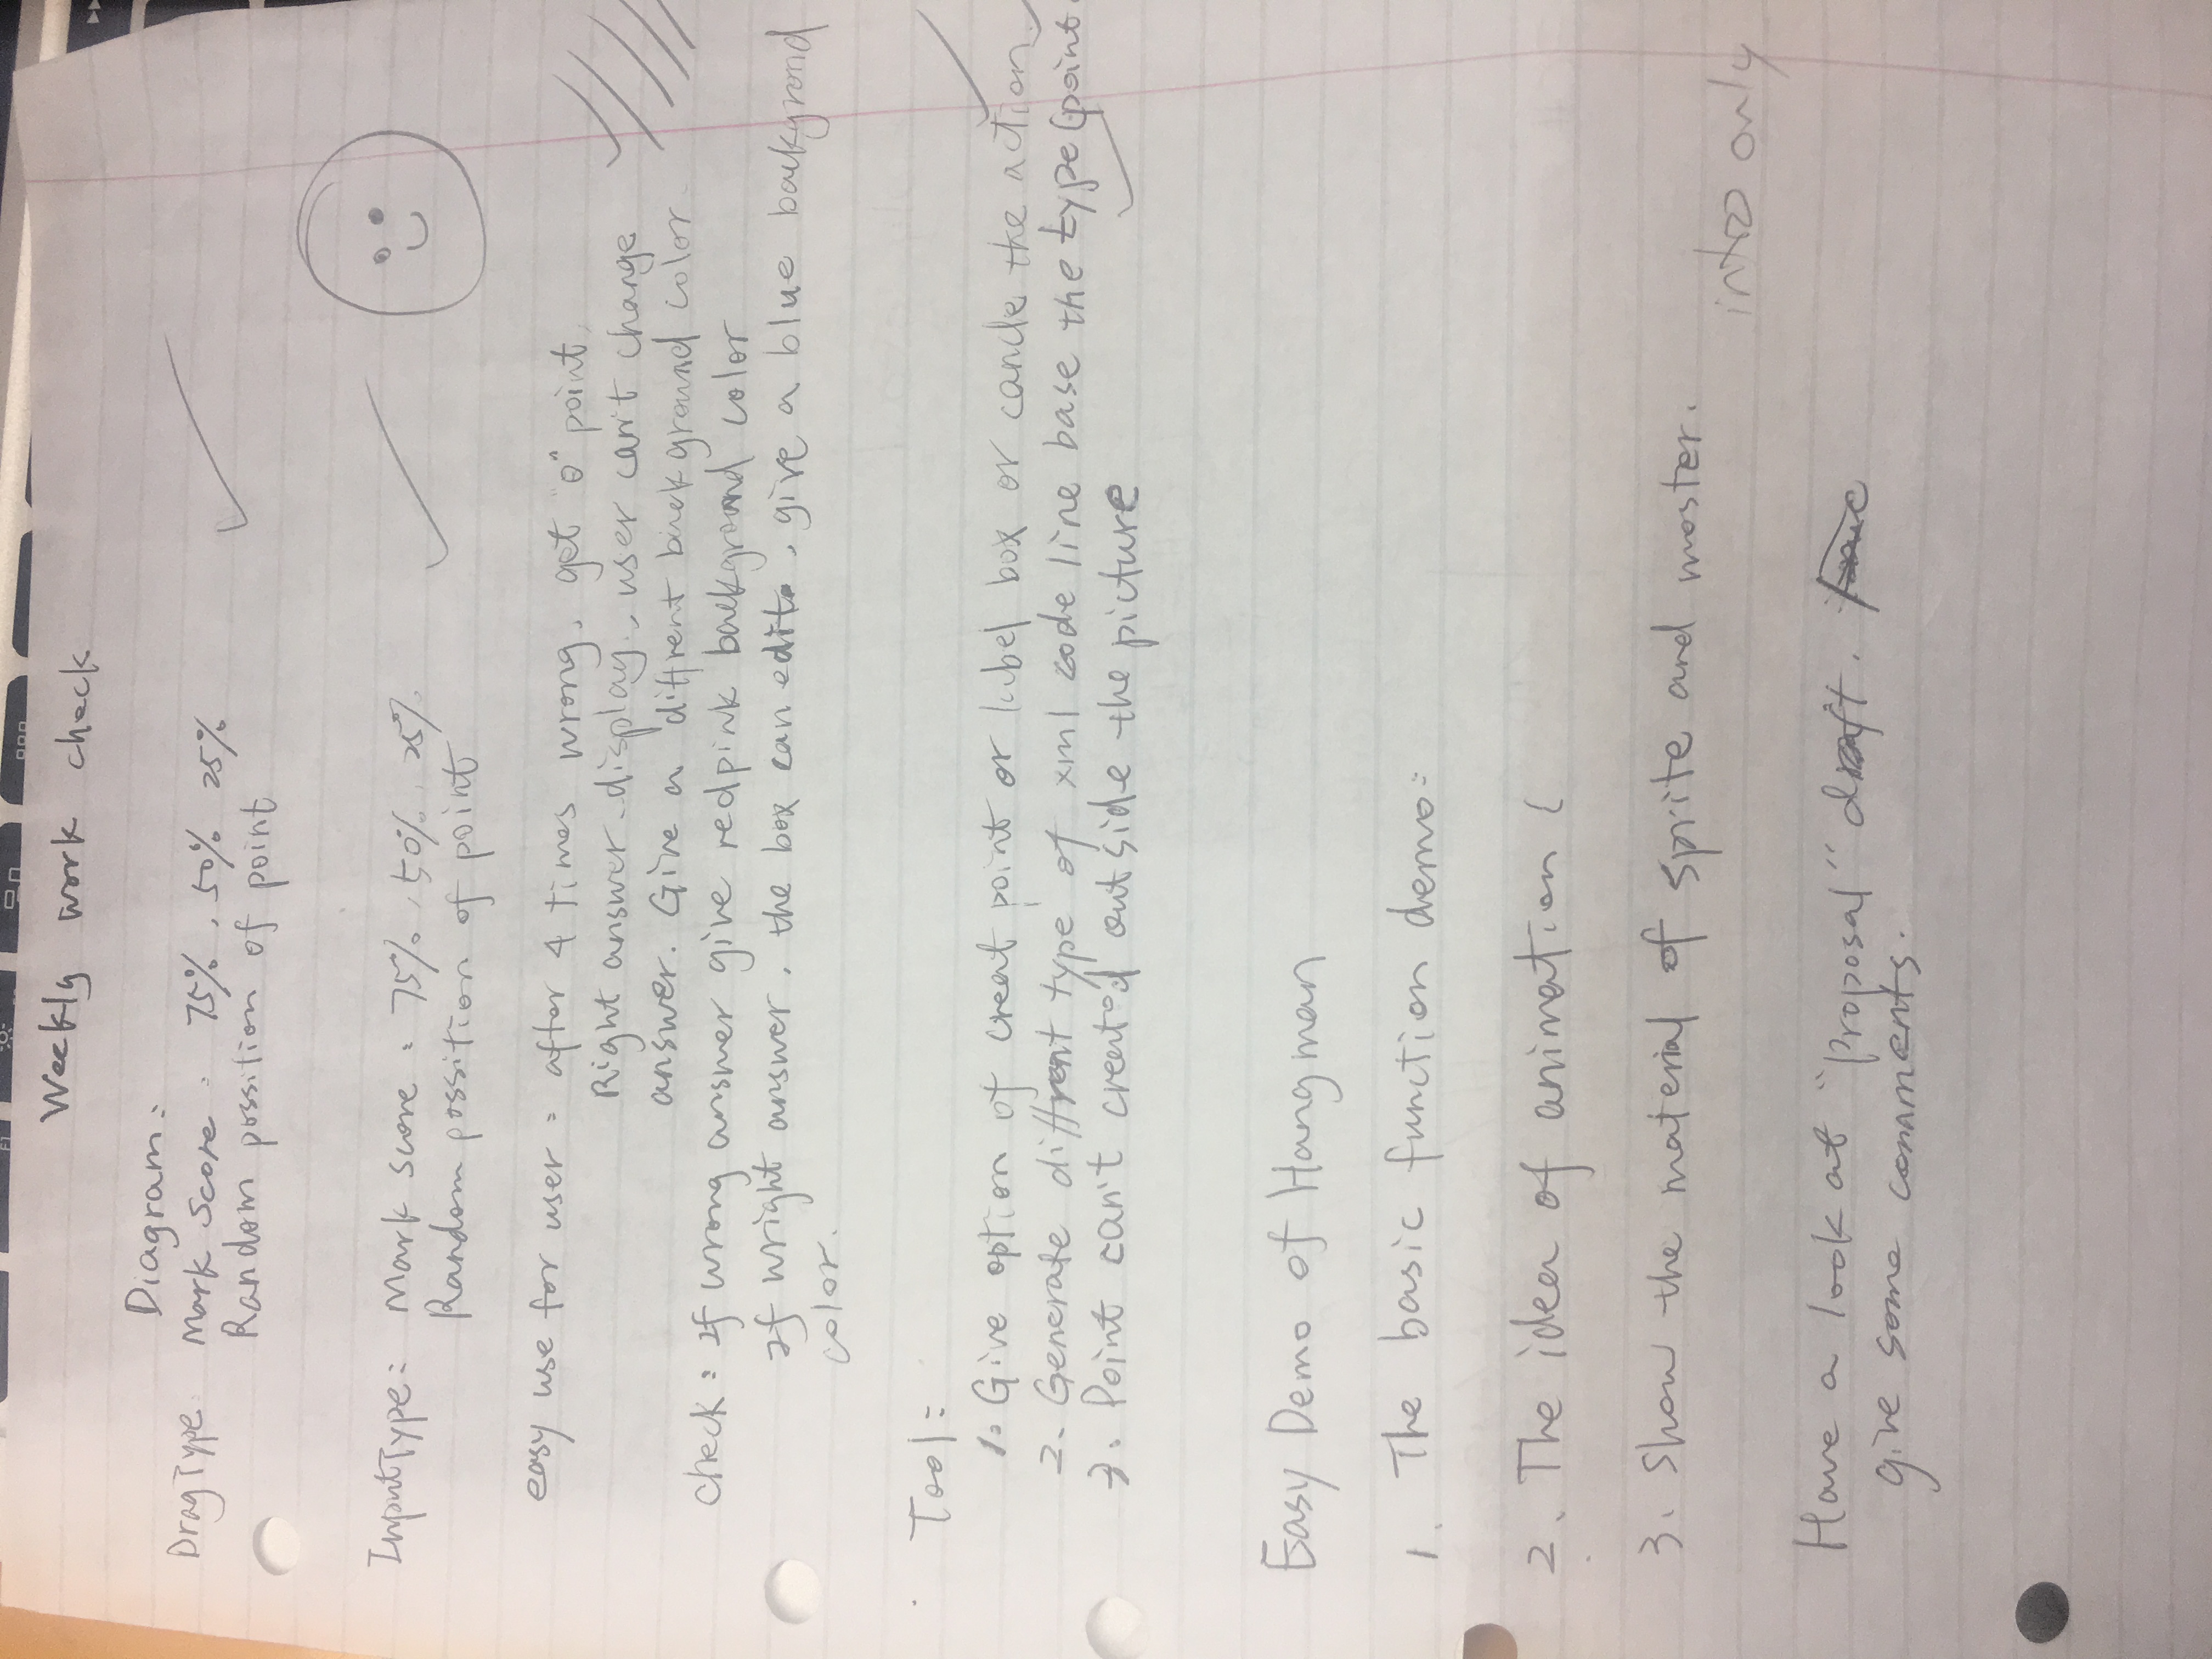 F1
Weekly work check
Diagram:
DragType Mark Score : 75%, 50% 25%
Random possition of point
InputType: Mark score : 75%, 50%, 25%.
Random possition of point
easy use for user : after 4 times wrong, get "0" point,
Right answer display, user can't change
answer. Give a diffrent background color.
check : If wrong answer give redpink background color
If wright answer, the box can edit, give a blue backgrond
color.
Tool:
1. Give option of creat point or label box or cancle the action.
2. Generate diffrent type of xml code line base the type (point.
3. Point can't created outside the picture
Easy Demo of Hangman
1. The basic function demo:
2. The idea of animation (
3. Show the material of sprite and moster.
intro only
Have a look at "Proposal" draft.
give some comments.